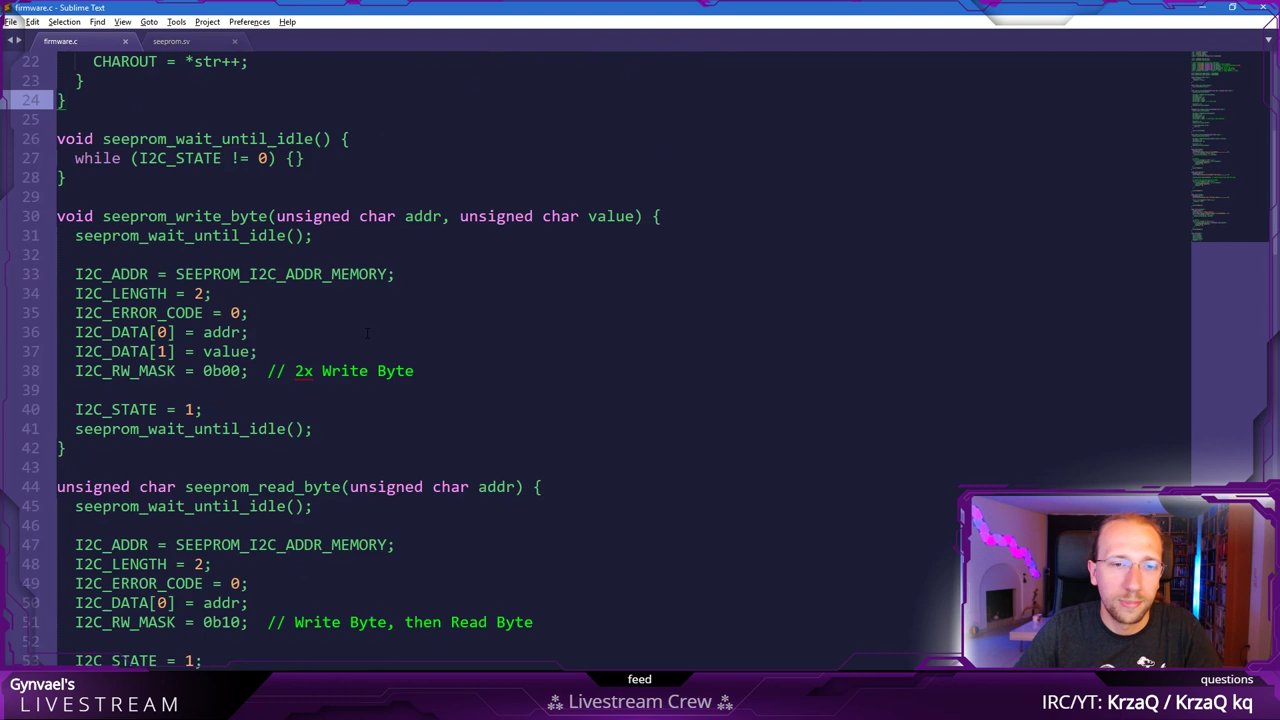 firmware.c - Sublime Text
File Edit Selection Find View Goto Tools Project Preferences Help
firmware.c × seeprom.sv ×
22 CHAROUT = *str++;
23 }
24 }
25
26 void seeprom_wait_until_idle() {
27 while (I2C_STATE != 0) {}
28 }
29
30 void seeprom_write_byte(unsigned char addr, unsigned char value) {
31 seeprom_wait_until_idle();
32
33 I2C_ADDR = SEEPROM_I2C_ADDR_MEMORY;
34 I2C_LENGTH = 2;
35 I2C_ERROR_CODE = 0;
36 I2C_DATA[0] = addr;
37 I2C_DATA[1] = value;
38 I2C_RW_MASK = 0b00; // 2x Write Byte
39
40 I2C_STATE = 1;
41 seeprom_wait_until_idle();
42 }
43
44 unsigned char seeprom_read_byte(unsigned char addr) {
45 seeprom_wait_until_idle();
46
47 I2C_ADDR = SEEPROM_I2C_ADDR_MEMORY;
48 I2C_LENGTH = 2;
49 I2C_ERROR_CODE = 0;
50 I2C_DATA[0] = addr;
51 I2C_RW_MASK = 0b10; // Write Byte, then Read Byte
52
53 I2C_STATE = 1;
Gynvael's
LIVESTREAM
feed
Livestream Crew
questions
IRC/YT: KrzaQ / KrzaQ kq